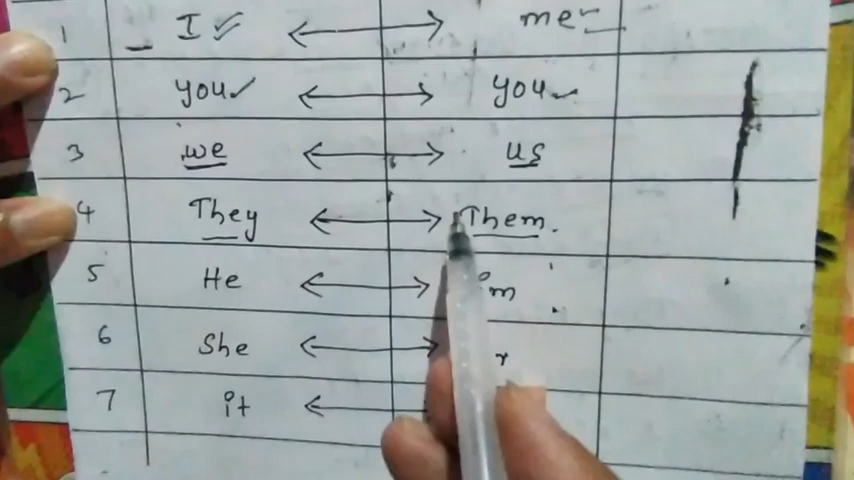 1 I me
2 you you
3 we us
4 They Them.
5 He
6 She
7 it